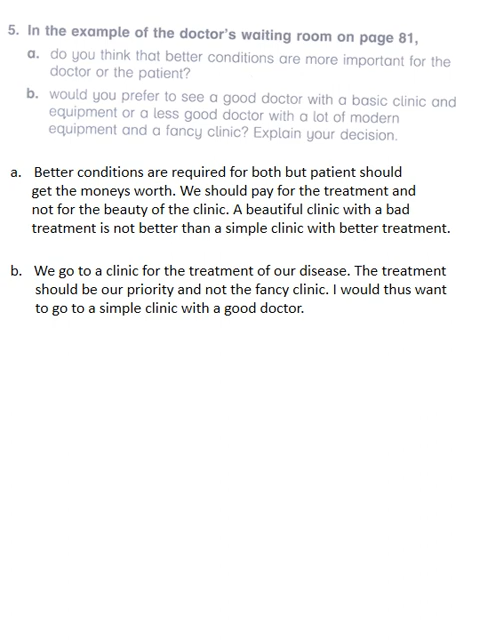 5. In the example of the doctor's waiting room on page 81,
a. do you think that better conditions are more important for the
doctor or the patient?
b. would you prefer to see a good doctor with a basic clinic and
equipment or a less good doctor with a lot of modern
equipment and a fancy clinic? Explain your decision.
a. Better conditions are required for both but patient should
get the moneys worth. We should pay for the treatment and
not for the beauty of the clinic. A beautiful clinic with a bad
treatment is not better than a simple clinic with better treatment.
b. We go to a clinic for the treatment of our disease. The treatment
should be our priority and not the fancy clinic. I would thus want
to go to a simple clinic with a good doctor.